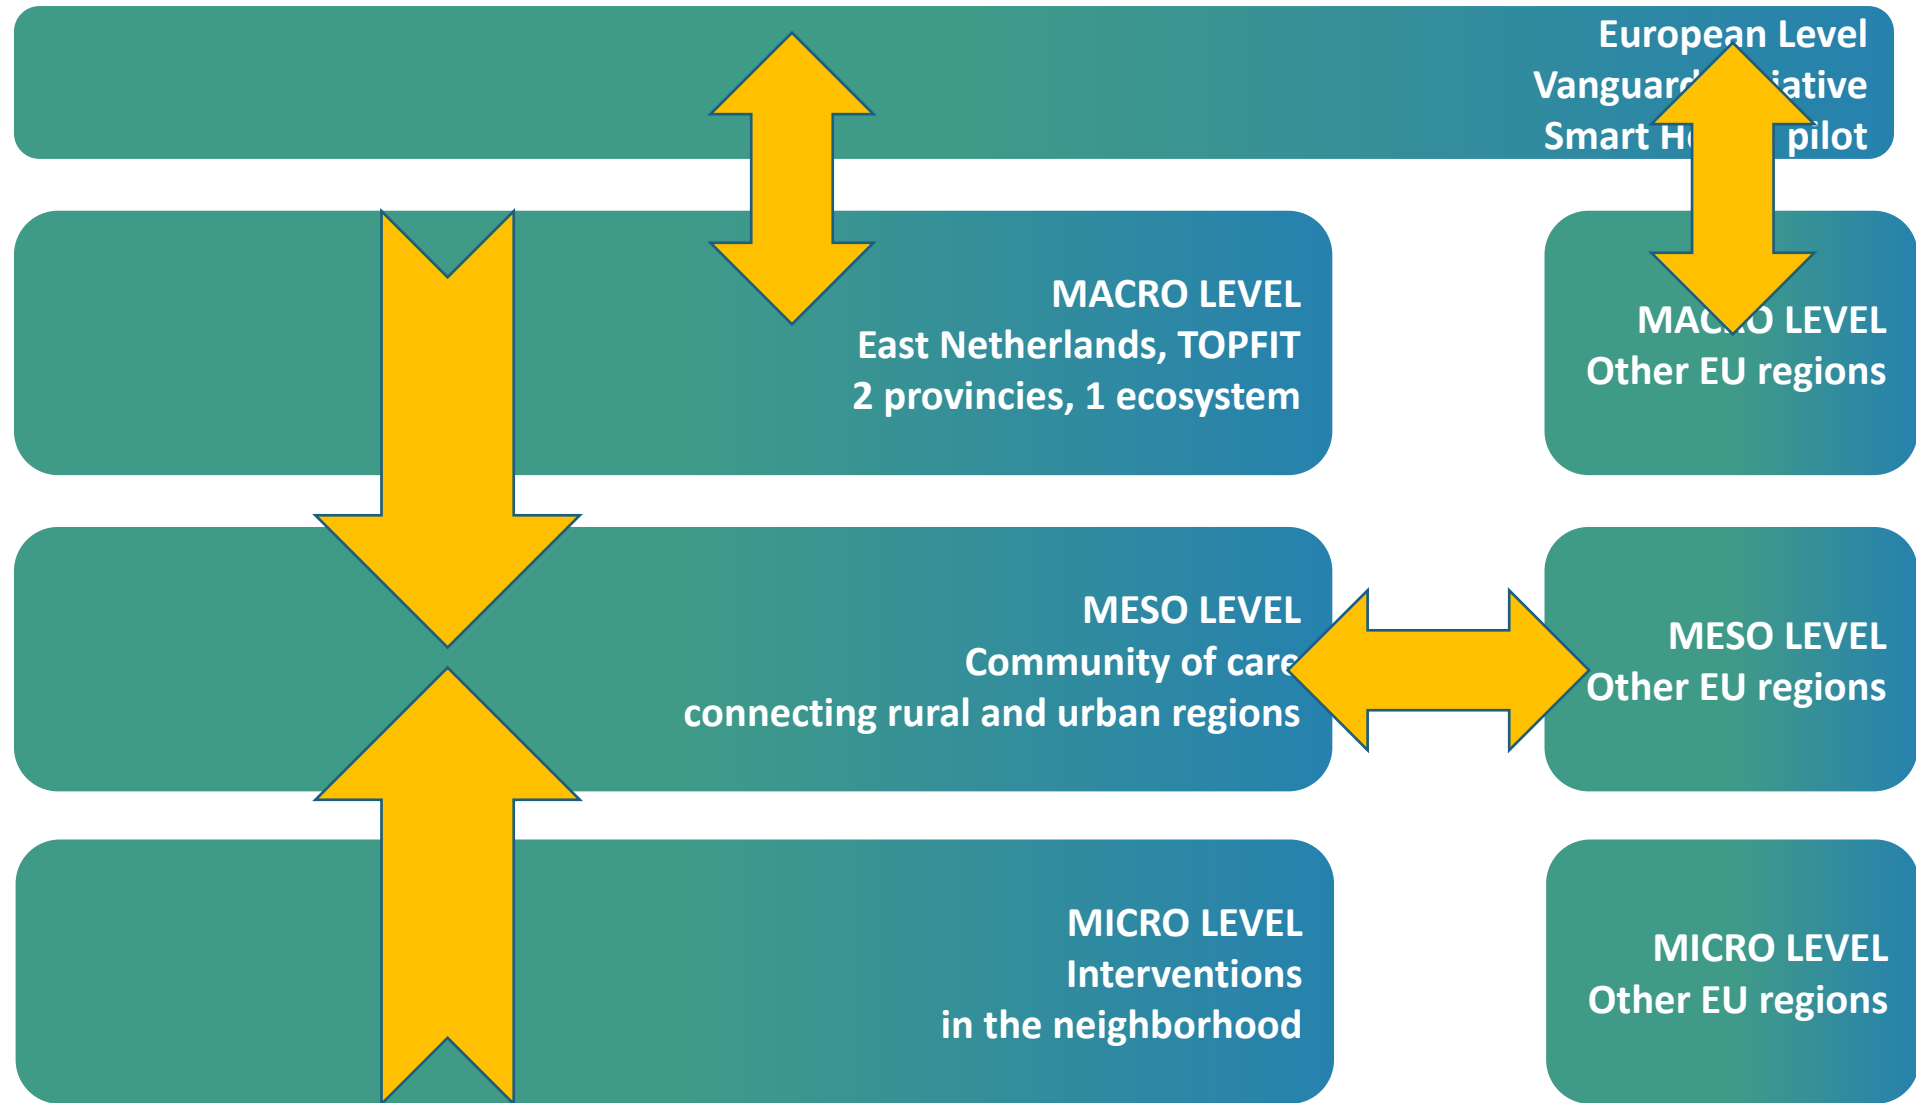 European Level
Vanguard Initiative
Smart pilot
MACRO LEVEL
East Netherlands, TOPFIT
2 provincies, 1 ecosystem
MACRO LEVEL
Other EU regions
MESO LEVEL
Community of care
connecting rural and urban regions
MESO LEVEL
Other EU regions
MICRO LEVEL
Interventions
in the neighborhood
MICRO LEVEL
Other EU regions